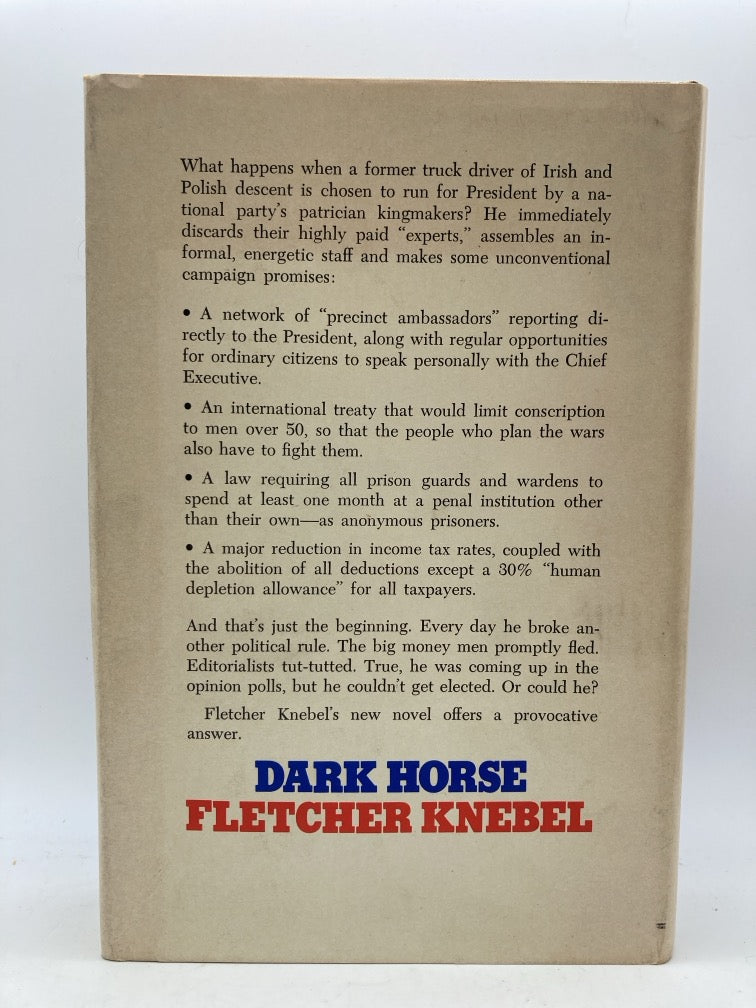 What happens when a former truck driver of Irish and
Polish descent is chosen to run for President by a na-
tional party's patrician kingmakers? He immediately
discards their highly paid "experts," assembles an in-
formal, energetic staff and makes some unconventional
campaign promises:
• A network of "precinct ambassadors" reporting di-
rectly to the President, along with regular opportunities
for ordinary citizens to speak personally with the Chief
Executive.
• An international treaty that would limit conscription
to men over 50, so that the people who plan the wars
also have to fight them.
• A law requiring all prison guards and wardens to
spend at least one month at a penal institution other
than their own—as anonymous prisoners.
• A major reduction in income tax rates, coupled with
the abolition of all deductions except a 30% "human
depletion allowance" for all taxpayers.
And that's just the beginning. Every day he broke an-
other political rule. The big money men promptly fled.
Editorialists tut-tutted. True, he was coming up in the
opinion polls, but he couldn't get elected. Or could he?
Fletcher Knebel's new novel offers a provocative
answer.
DARK HORSE
FLETCHER KNEBEL